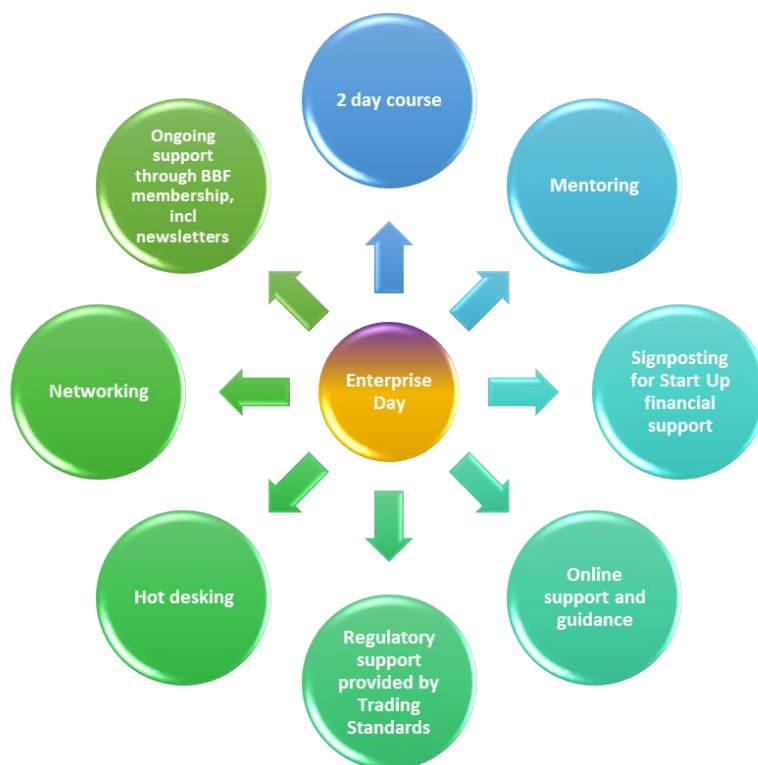 2 day course
Mentoring
Signposting
for Start Up
financial
support
Online
support and
guidance
Regulatory
support
provided by
Trading
Standards
Hot desking
Networking
Ongoing
support
through BBF
membership,
incl
newsletters
Enterprise
Day